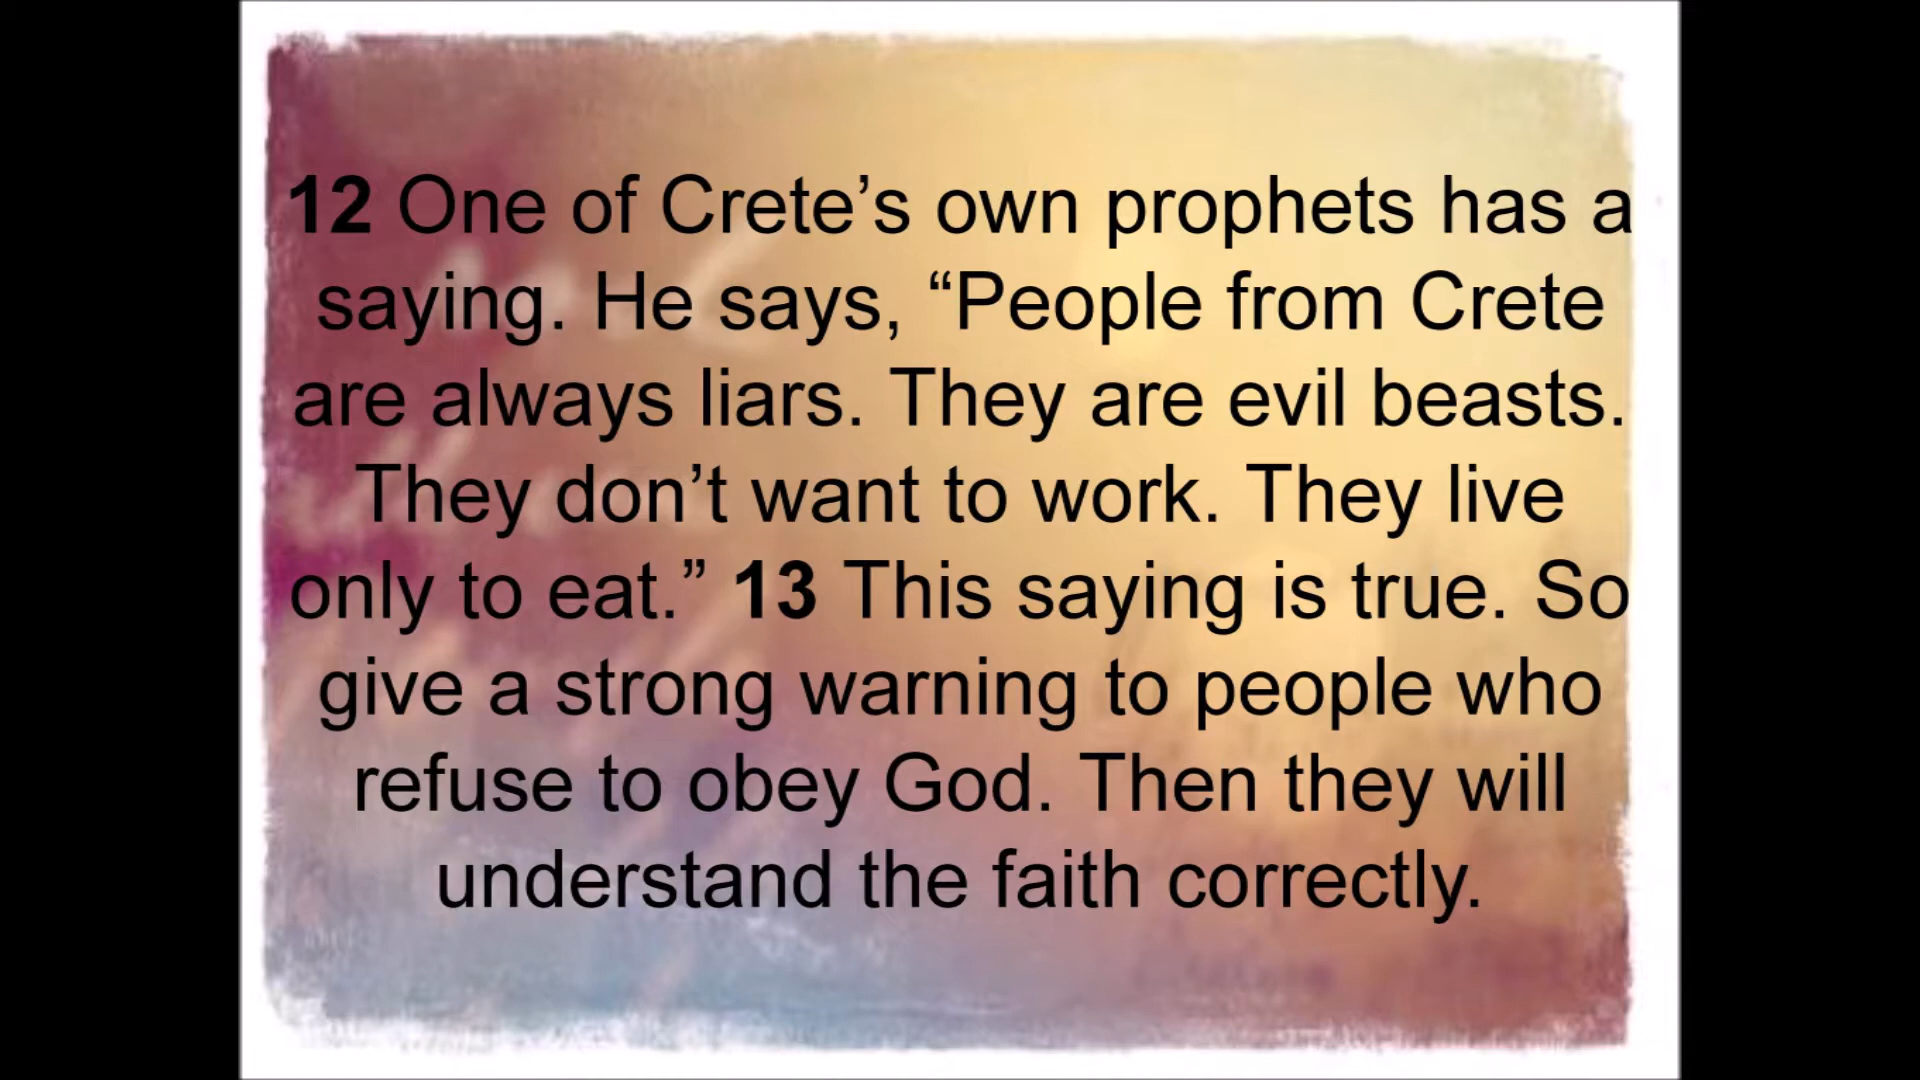 12 One of Crete’s own prophets has a
saying. He says, “People from Crete
are always liars. They are evil beasts.
They don’t want to work. They live
only to eat.” 13 This saying is true. So
give a strong warning to people who
refuse to obey God. Then they will
understand the faith correctly.